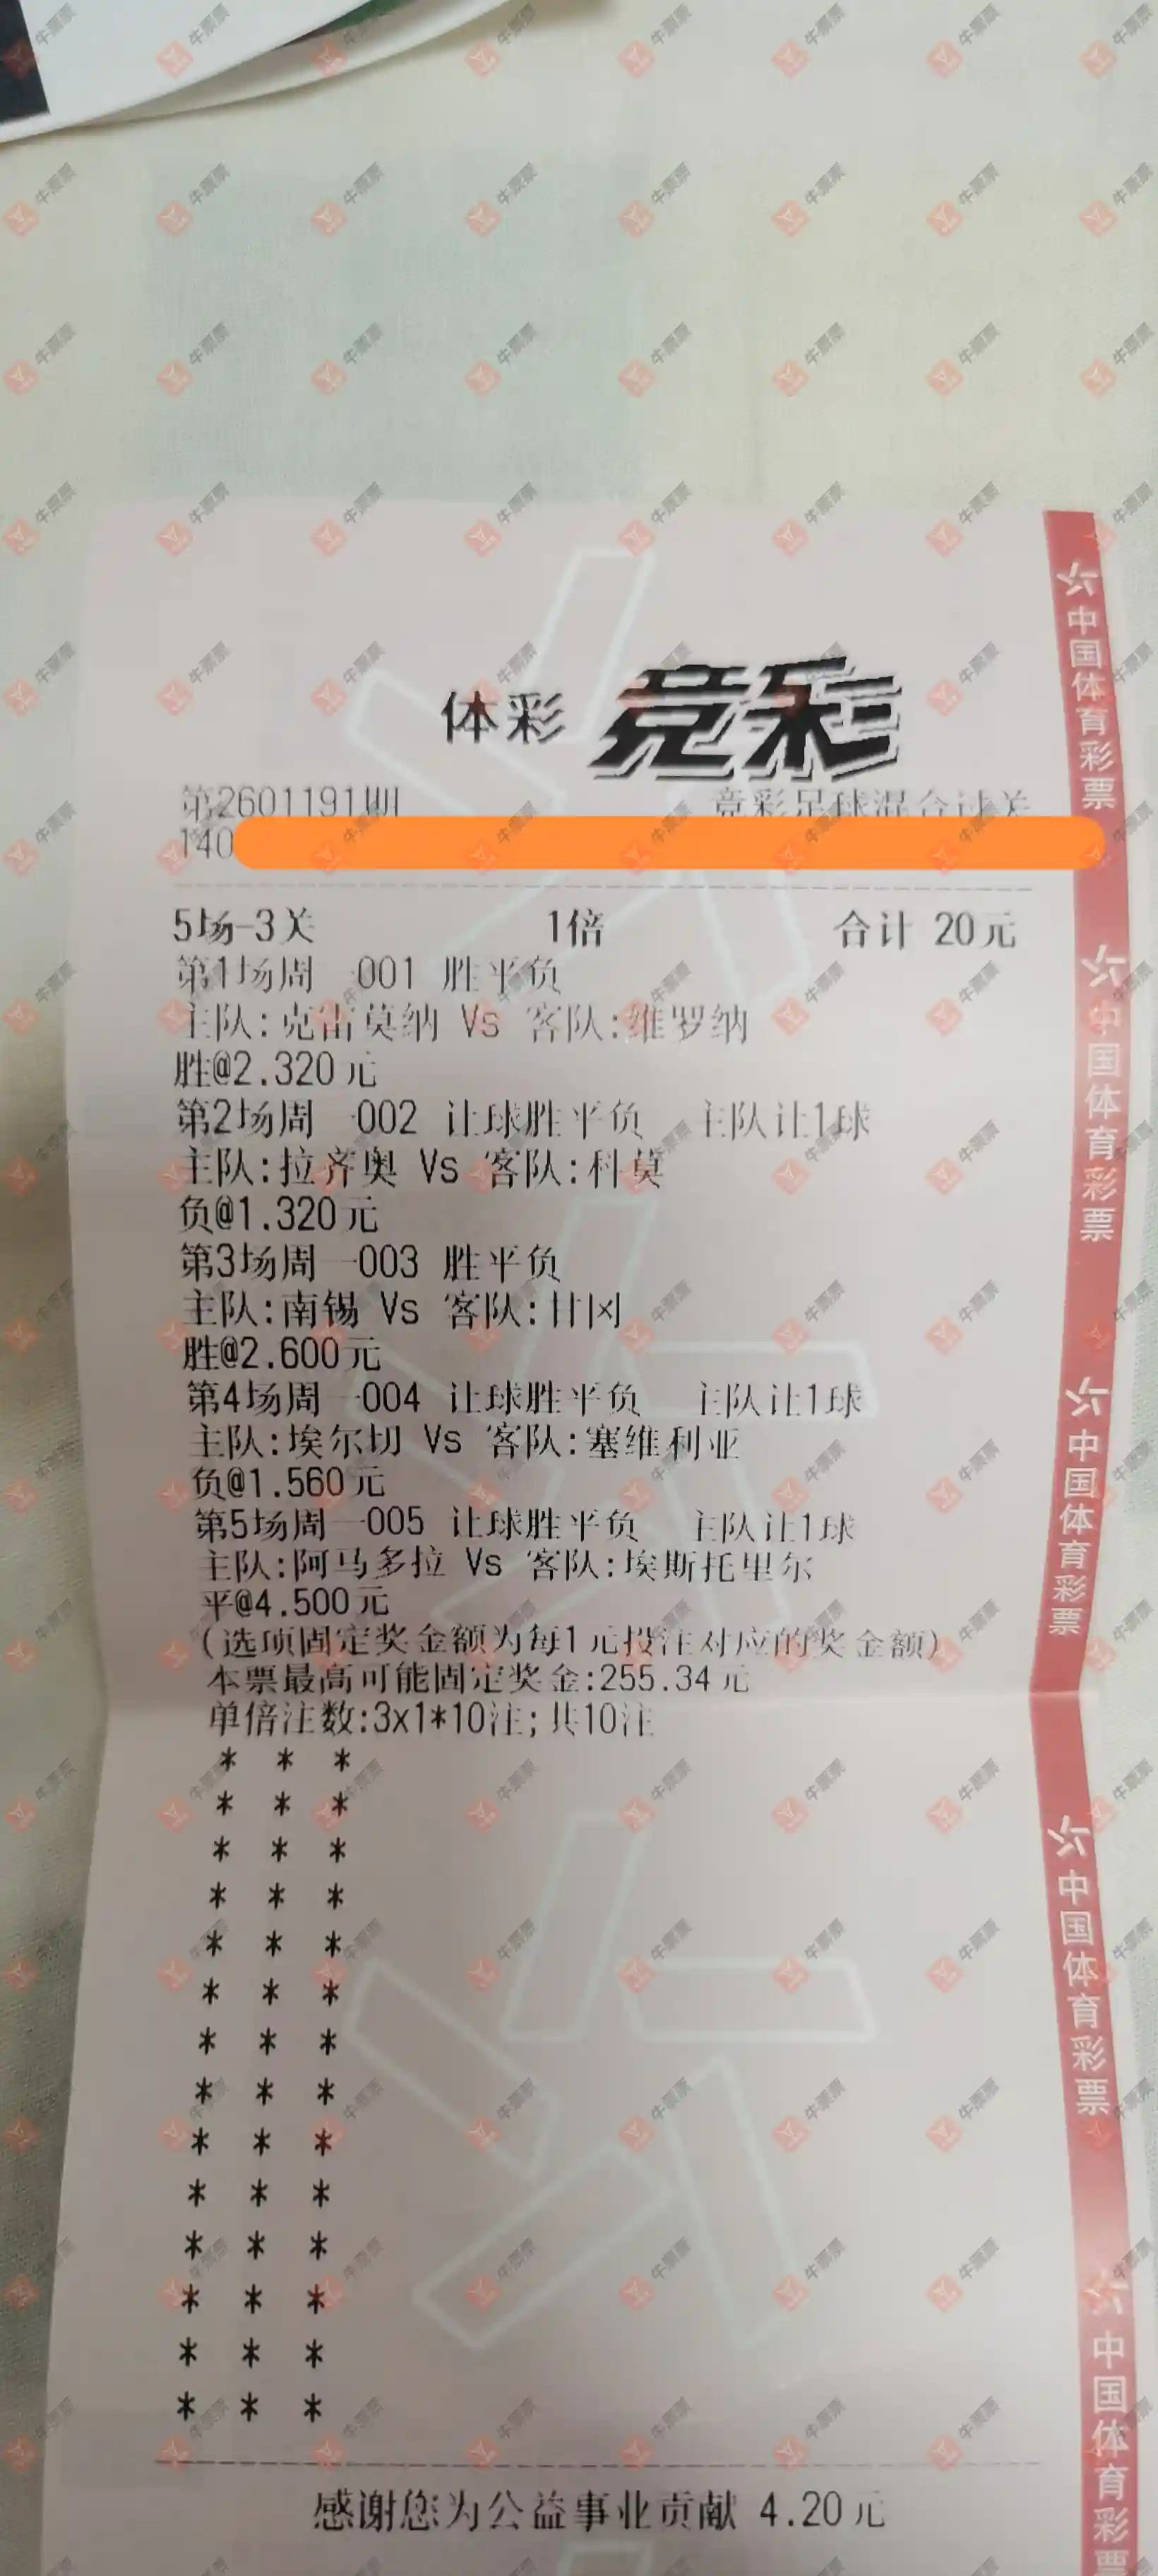 体彩 竞彩
第260119期 竞彩足球混合过关
140
5场-3关 1倍 合计 20元
第1场周一001 胜平负
主队:克雷莫纳 Vs 客队:维罗纳
胜@2.320元
第2场周一002 让球胜平负 主队让1球
主队:拉齐奥 Vs 客队:科莫
负@1.320元
第3场周一003 胜平负
主队:南锡 Vs 客队:甘冈
胜@2.600元
第4场周一004 让球胜平负 主队让1球
主队:埃尔切 Vs 客队:塞维利亚
负@1.560元
第5场周一005 让球胜平负 主队让1球
主队:阿马多拉 Vs 客队:埃斯托里尔
平@4.500元
(选项固定奖金额为每1元投注对应的奖金额)
本票最高可能固定奖金:255.34元
单倍注数:3x1*10注;共10注
* * *
* * *
* * *
* * *
* * *
* * *
* * *
* * *
* * *
* * *
* * *
* * *
* * *
* * *
感谢您为公益事业贡献 4.20元
中国体育彩票
中国体育彩票
中国体育彩票
中国体育彩票
中国体育彩票
牛票票